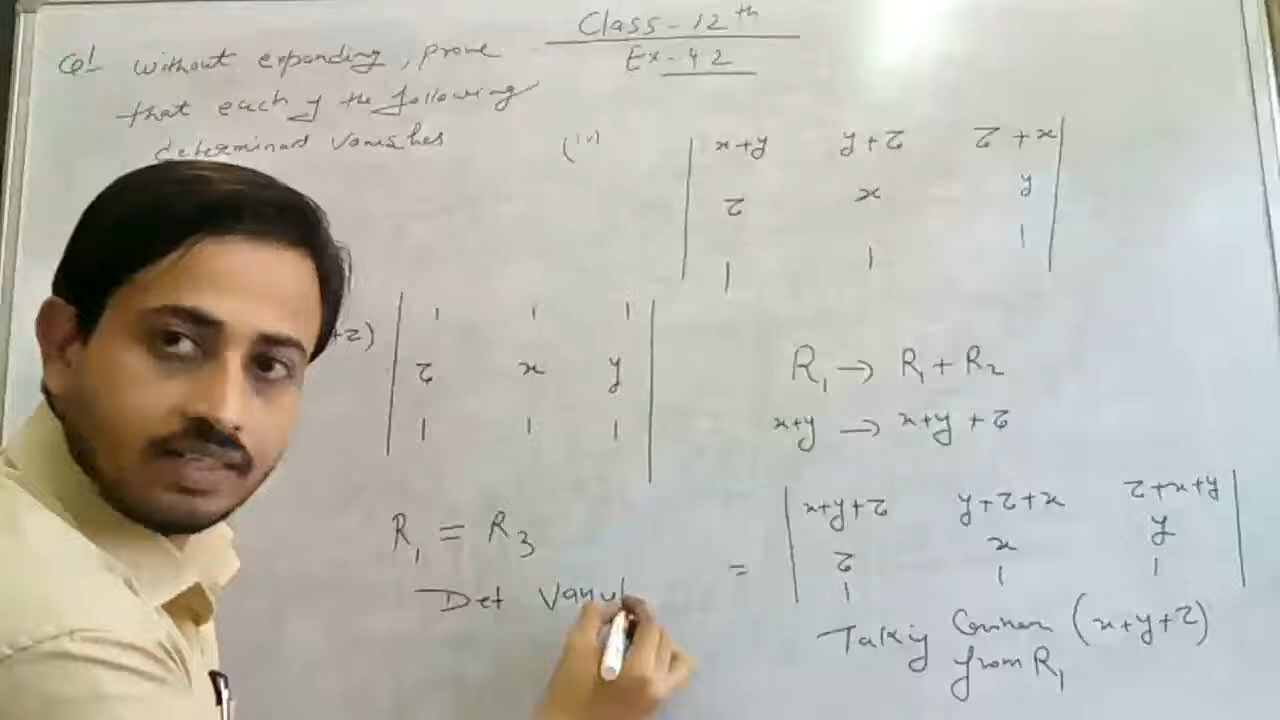 Class-12th
Ex-4.2
Q1 without expanding, prove
that each of the following
determinant vanishes
(iv) | x+y y+z z+x |
| z x y |
| 1 1 1 |
+z) | 1 1 1 |
| z x y |
| 1 1 1 |
R₁ → R₁ + R₂
x+y → x+y+z
R₁ = R₃
Det
= | x+y+z y+z+x z+x+y |
| z x y |
| 1 1 1 |
Taking Common (x+y+z)
from R₁